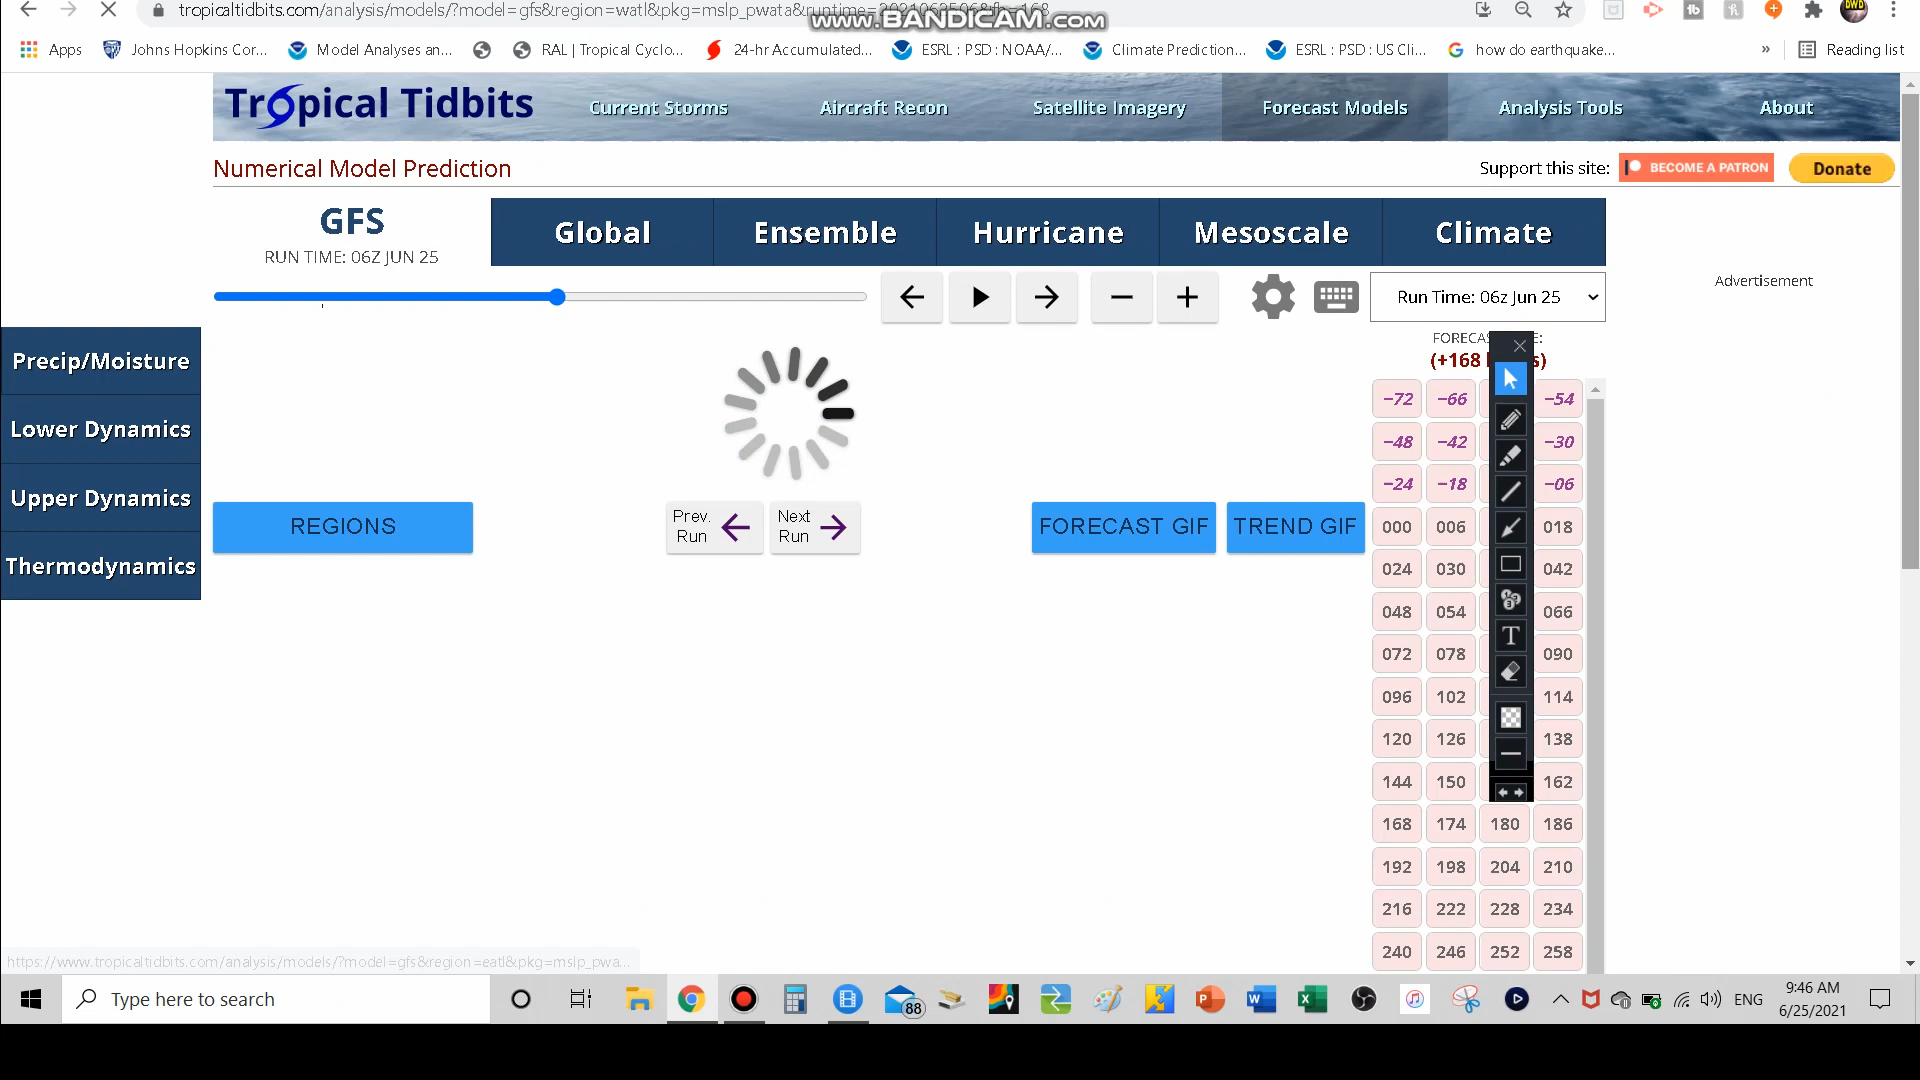 tropicaltidbits.com/analysis/models/?model=gfs&region=watl&pkg=mslp_pwata&runtime=2021062506&fh=168
www.BANDICAM.com
Apps
Johns Hopkins Cor...
Model Analyses an...
RAL | Tropical Cyclo...
24-hr Accumulated...
ESRL : PSD : NOAA/...
Climate Prediction...
ESRL : PSD : US Cli...
how do earthquake...
»
Reading list
Tropical Tidbits
Current Storms
Aircraft Recon
Satellite Imagery
Forecast Models
Analysis Tools
About
Numerical Model Prediction
Support this site:
BECOME A PATRON
Donate
GFS
RUN TIME: 06Z JUN 25
Global
Ensemble
Hurricane
Mesoscale
Climate
Run Time: 06z Jun 25
Advertisement
Precip/Moisture
Lower Dynamics
Upper Dynamics
Thermodynamics
(+168
−72 −66 −54
−48 −42 −30
−24 −18 −06
000 006 018
024 030 042
048 054 066
072 078 090
096 102 114
120 126 138
144 150 162
168 174 180 186
192 198 204 210
216 222 228 234
240 246 252 258
REGIONS
Prev. Run
Next Run
FORECAST GIF
TREND GIF
T
https://www.tropicaltidbits.com/analysis/models/?model=gfs&region=eatl&pkg=mslp_pwa...
Type here to search
88
ENG
9:46 AM
6/25/2021